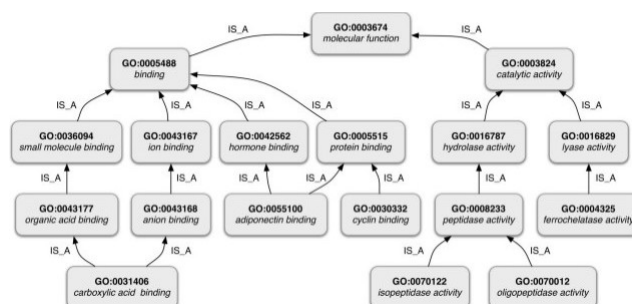 GO:0003674
molecular function
IS_A
IS_A
GO:0005488
binding
GO:0003824
catalytic activity
IS_A
IS_A
IS_A
IS_A
IS_A
IS_A
GO:0036094
small molecule binding
GO:0043167
ion binding
GO:0042562
hormone binding
GO:0005515
protein binding
GO:0016787
hydrolase activity
GO:0016829
lyase activity
IS_A
IS_A
IS_A
IS_A
IS_A
IS_A
IS_A
GO:0043177
organic acid binding
GO:0043168
anion binding
GO:0055100
adiponectin binding
GO:0030332
cyclin binding
GO:0008233
peptidase activity
GO:0004325
ferrochelatase activity
IS_A
IS_A
IS_A
IS_A
GO:0031406
carboxylic acid binding
GO:0070122
isopeptidase activity
GO:0070012
oligopeptidase activity